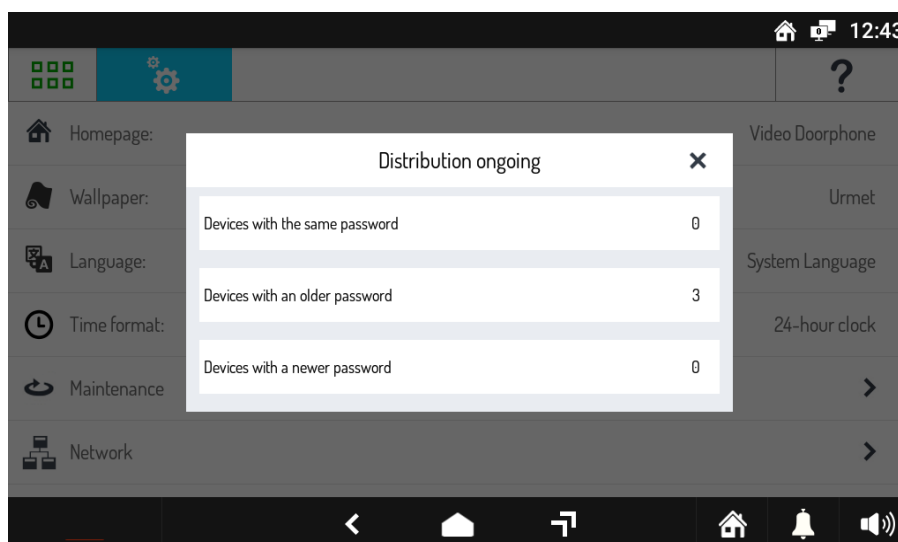 12:43
?
Homepage:
Video Doorphone
Distribution ongoing
Wallpaper:
Urmet
Devices with the same password 0
Language:
System Language
Devices with an older password 3
Time format:
24-hour clock
Devices with a newer password 0
Maintenance
Network